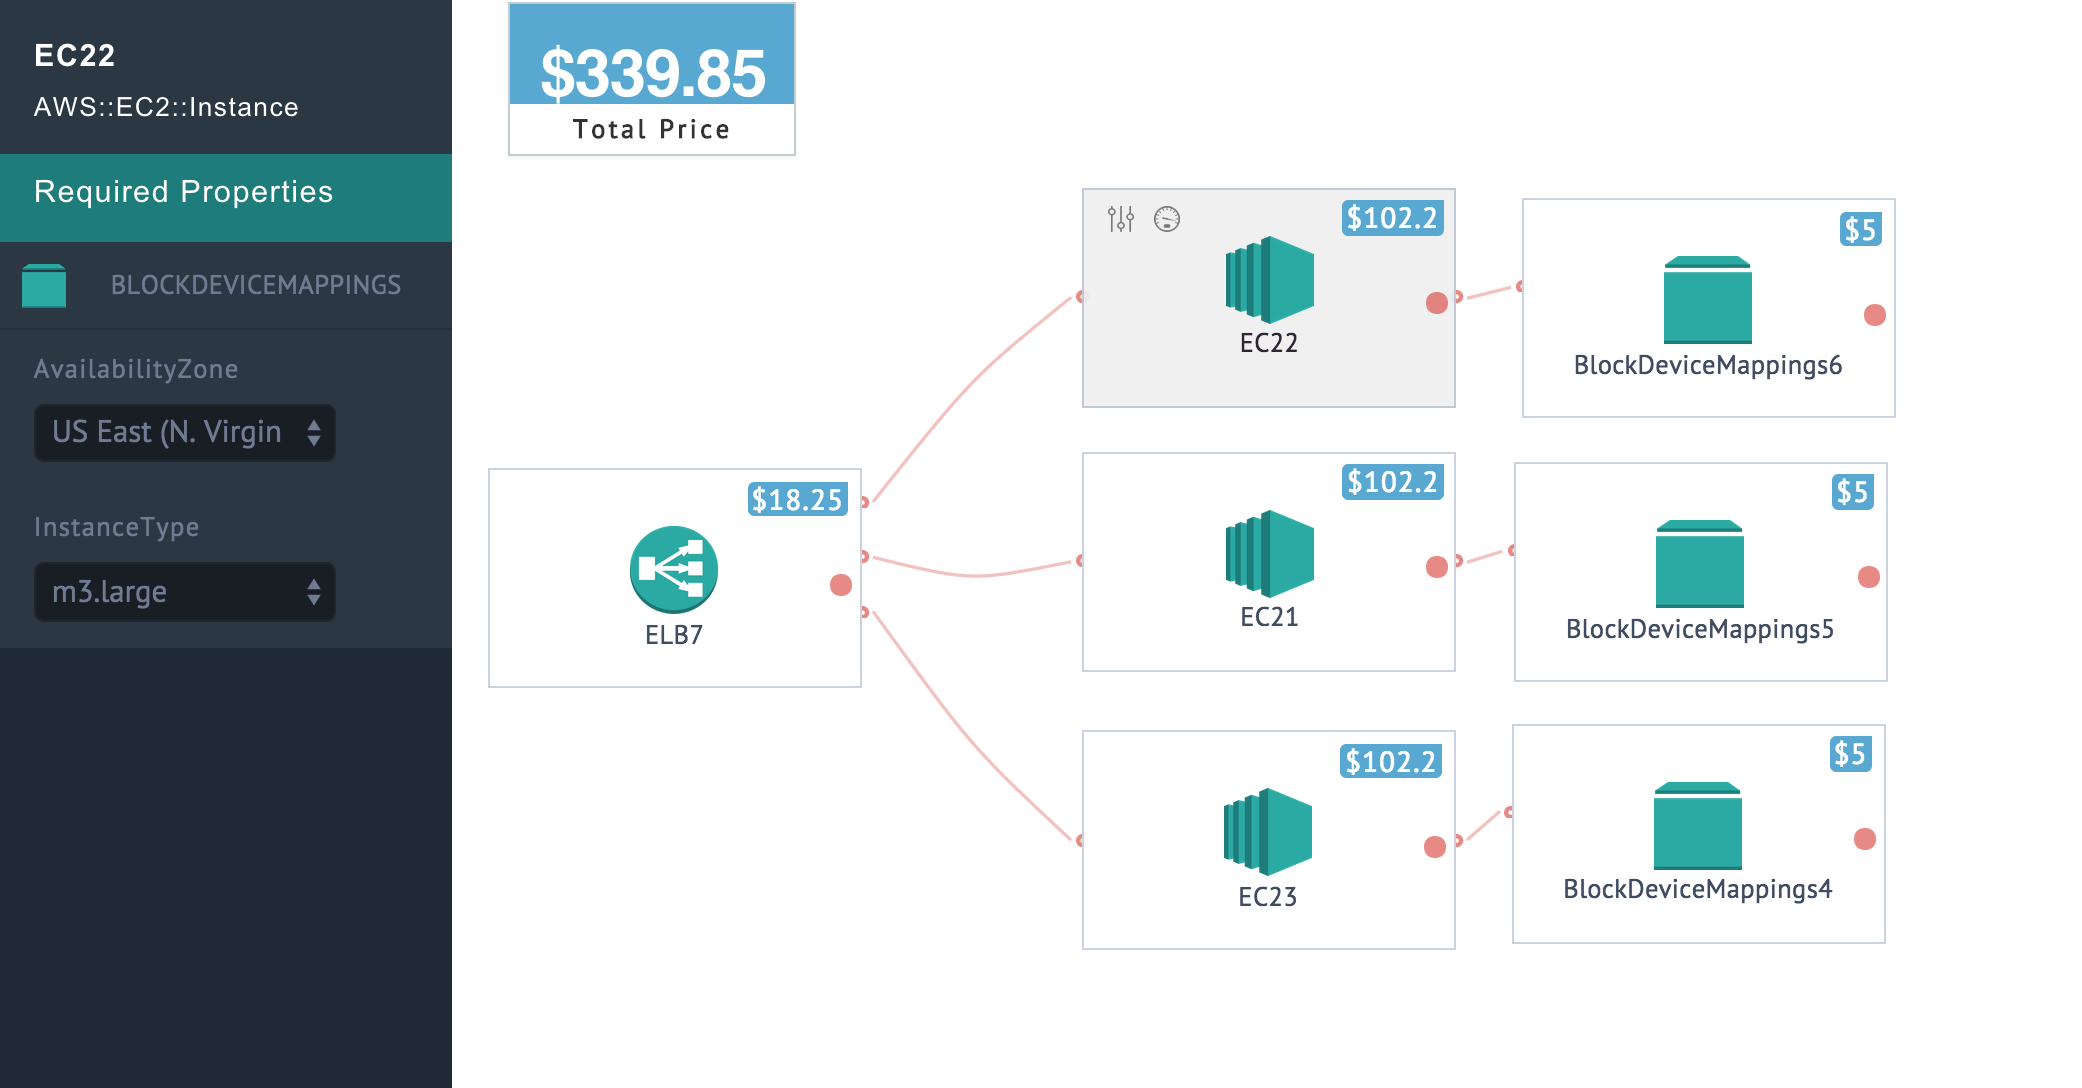 EC22
AWS::EC2::Instance
Required Properties
BLOCKDEVICEMAPPINGS
AvailabilityZone
US East (N. Virgin
InstanceType
m3.large
$339.85
Total Price
$102.2
EC22
$5
BlockDeviceMappings6
$18.25
ELB7
$102.2
EC21
$5
BlockDeviceMappings5
$102.2
EC23
$5
BlockDeviceMappings4